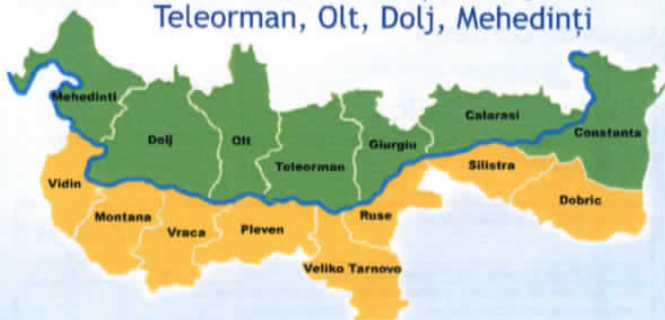 Teleorman, Olt, Dolj, Mehedinți
Mehedinti
Dolj
Olt
Teleorman
Giurgiu
Calarasi
Constanta
Vidin
Montana
Vraca
Pleven
Veliko Tarnovo
Ruse
Silistra
Dobric